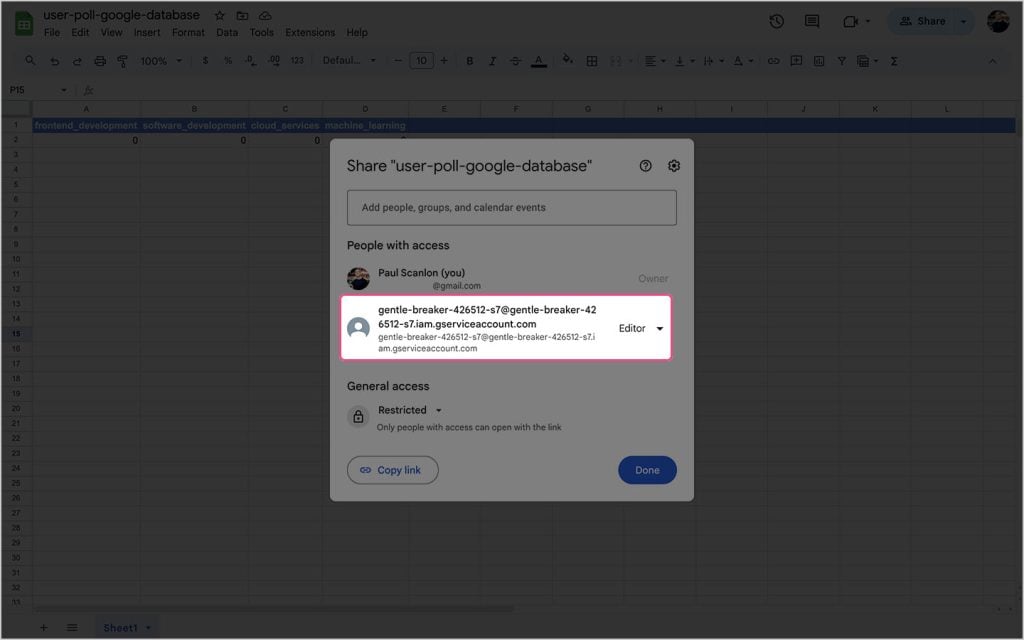 user-poll-google-database
File Edit View Insert Format Data Tools Extensions Help
Share
100% $ % .0 .00 123 Defaul... 10 B I S A
P15 fx
A B C D E F G H I J K L
1 frontend_development software_development cloud_services machine_learning
2 0 0 0 0
3
4
5
6
7
8
9
10
11
12
13
14
15
16
17
18
19
20
21
22
23
24
25
26
27
28
29
30
31
32
33
Share "user-poll-google-database"
Add people, groups, and calendar events
People with access
Paul Scanlon (you)
@gmail.com
Owner
gentle-breaker-426512-s7@gentle-breaker-42
6512-s7.iam.gserviceaccount.com
gentle-breaker-426512-s7@gentle-breaker-426512-s7.i
am.gserviceaccount.com
Editor
General access
Restricted
Only people with access can open with the link
Copy link
Done
Sheet1